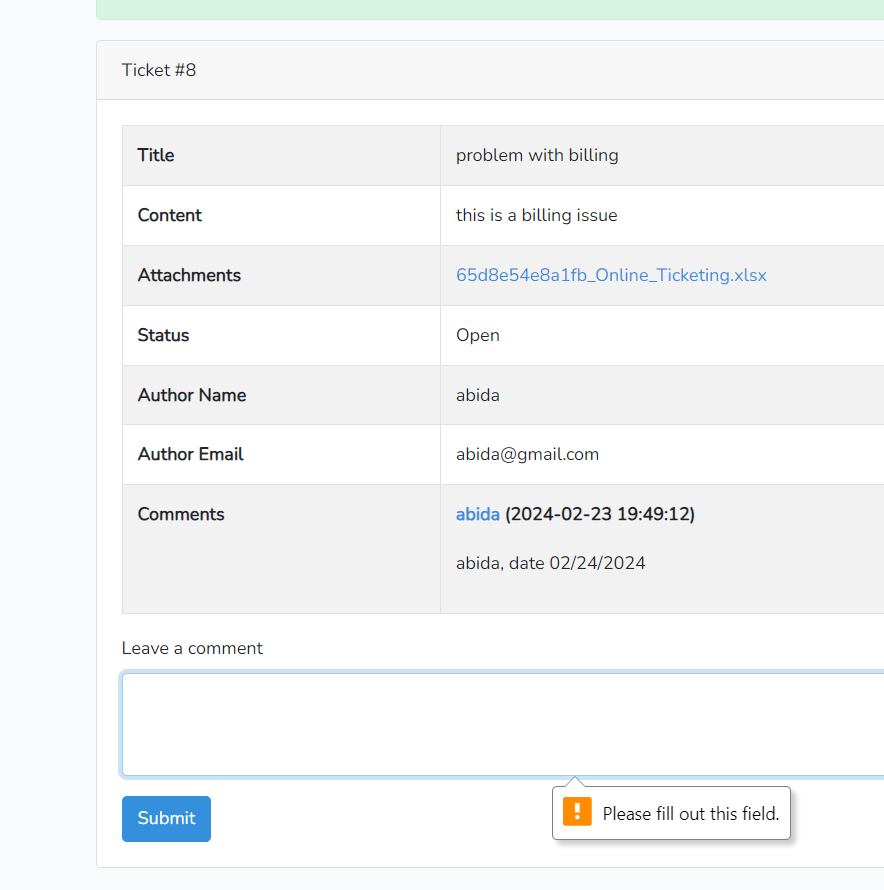 Ticket #8
Title problem with billing
Content this is a billing issue
Attachments 65d8e54e8a1fb_Online_Ticketing.xlsx
Status Open
Author Name abida
Author Email abida@gmail.com
Comments abida (2024-02-23 19:49:12)
abida, date 02/24/2024
Leave a comment
Submit
Please fill out this field.